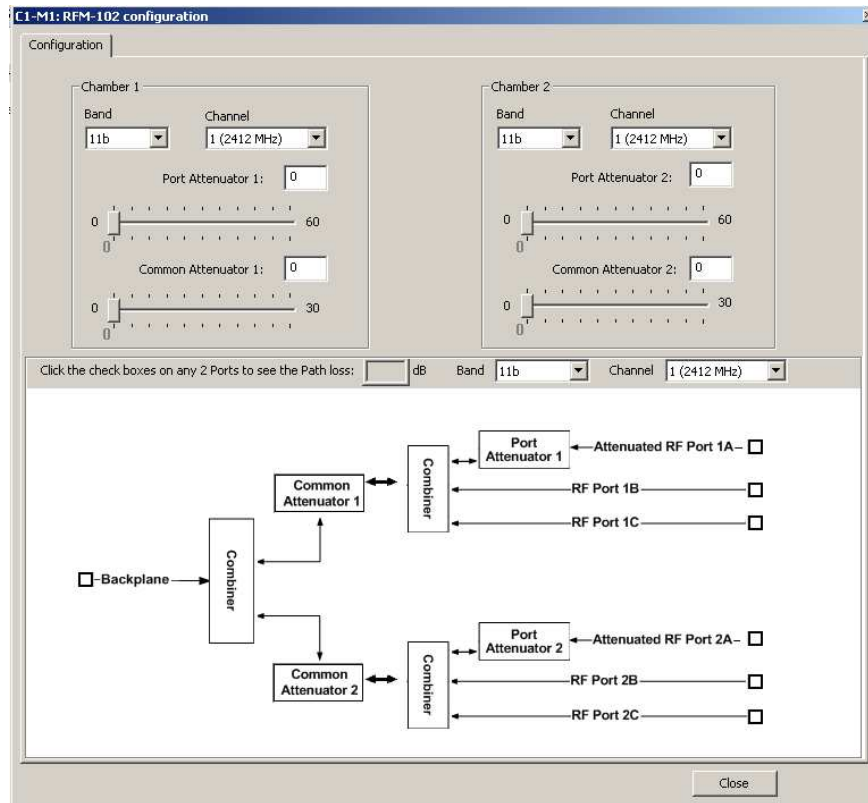 C1-M1: RFM-102 configuration
Configuration
Chamber 1
Band
Channel
11b
1 (2412 MHz)
Port Attenuator 1:
0
0
60
0
Common Attenuator 1:
0
0
30
0
Chamber 2
Band
Channel
11b
1 (2412 MHz)
Port Attenuator 2:
0
0
60
0
Common Attenuator 2:
0
0
30
0
Click the check boxes on any 2 Ports to see the Path loss:
dB
Band
11b
Channel
1 (2412 MHz)
Port
Attenuator 1
Attenuated RF Port 1A
Common
Attenuator 1
Combiner
RF Port 1B
RF Port 1C
Backplane
Combiner
Port
Attenuator 2
Attenuated RF Port 2A
Common
Attenuator 2
Combiner
RF Port 2B
RF Port 2C
Close